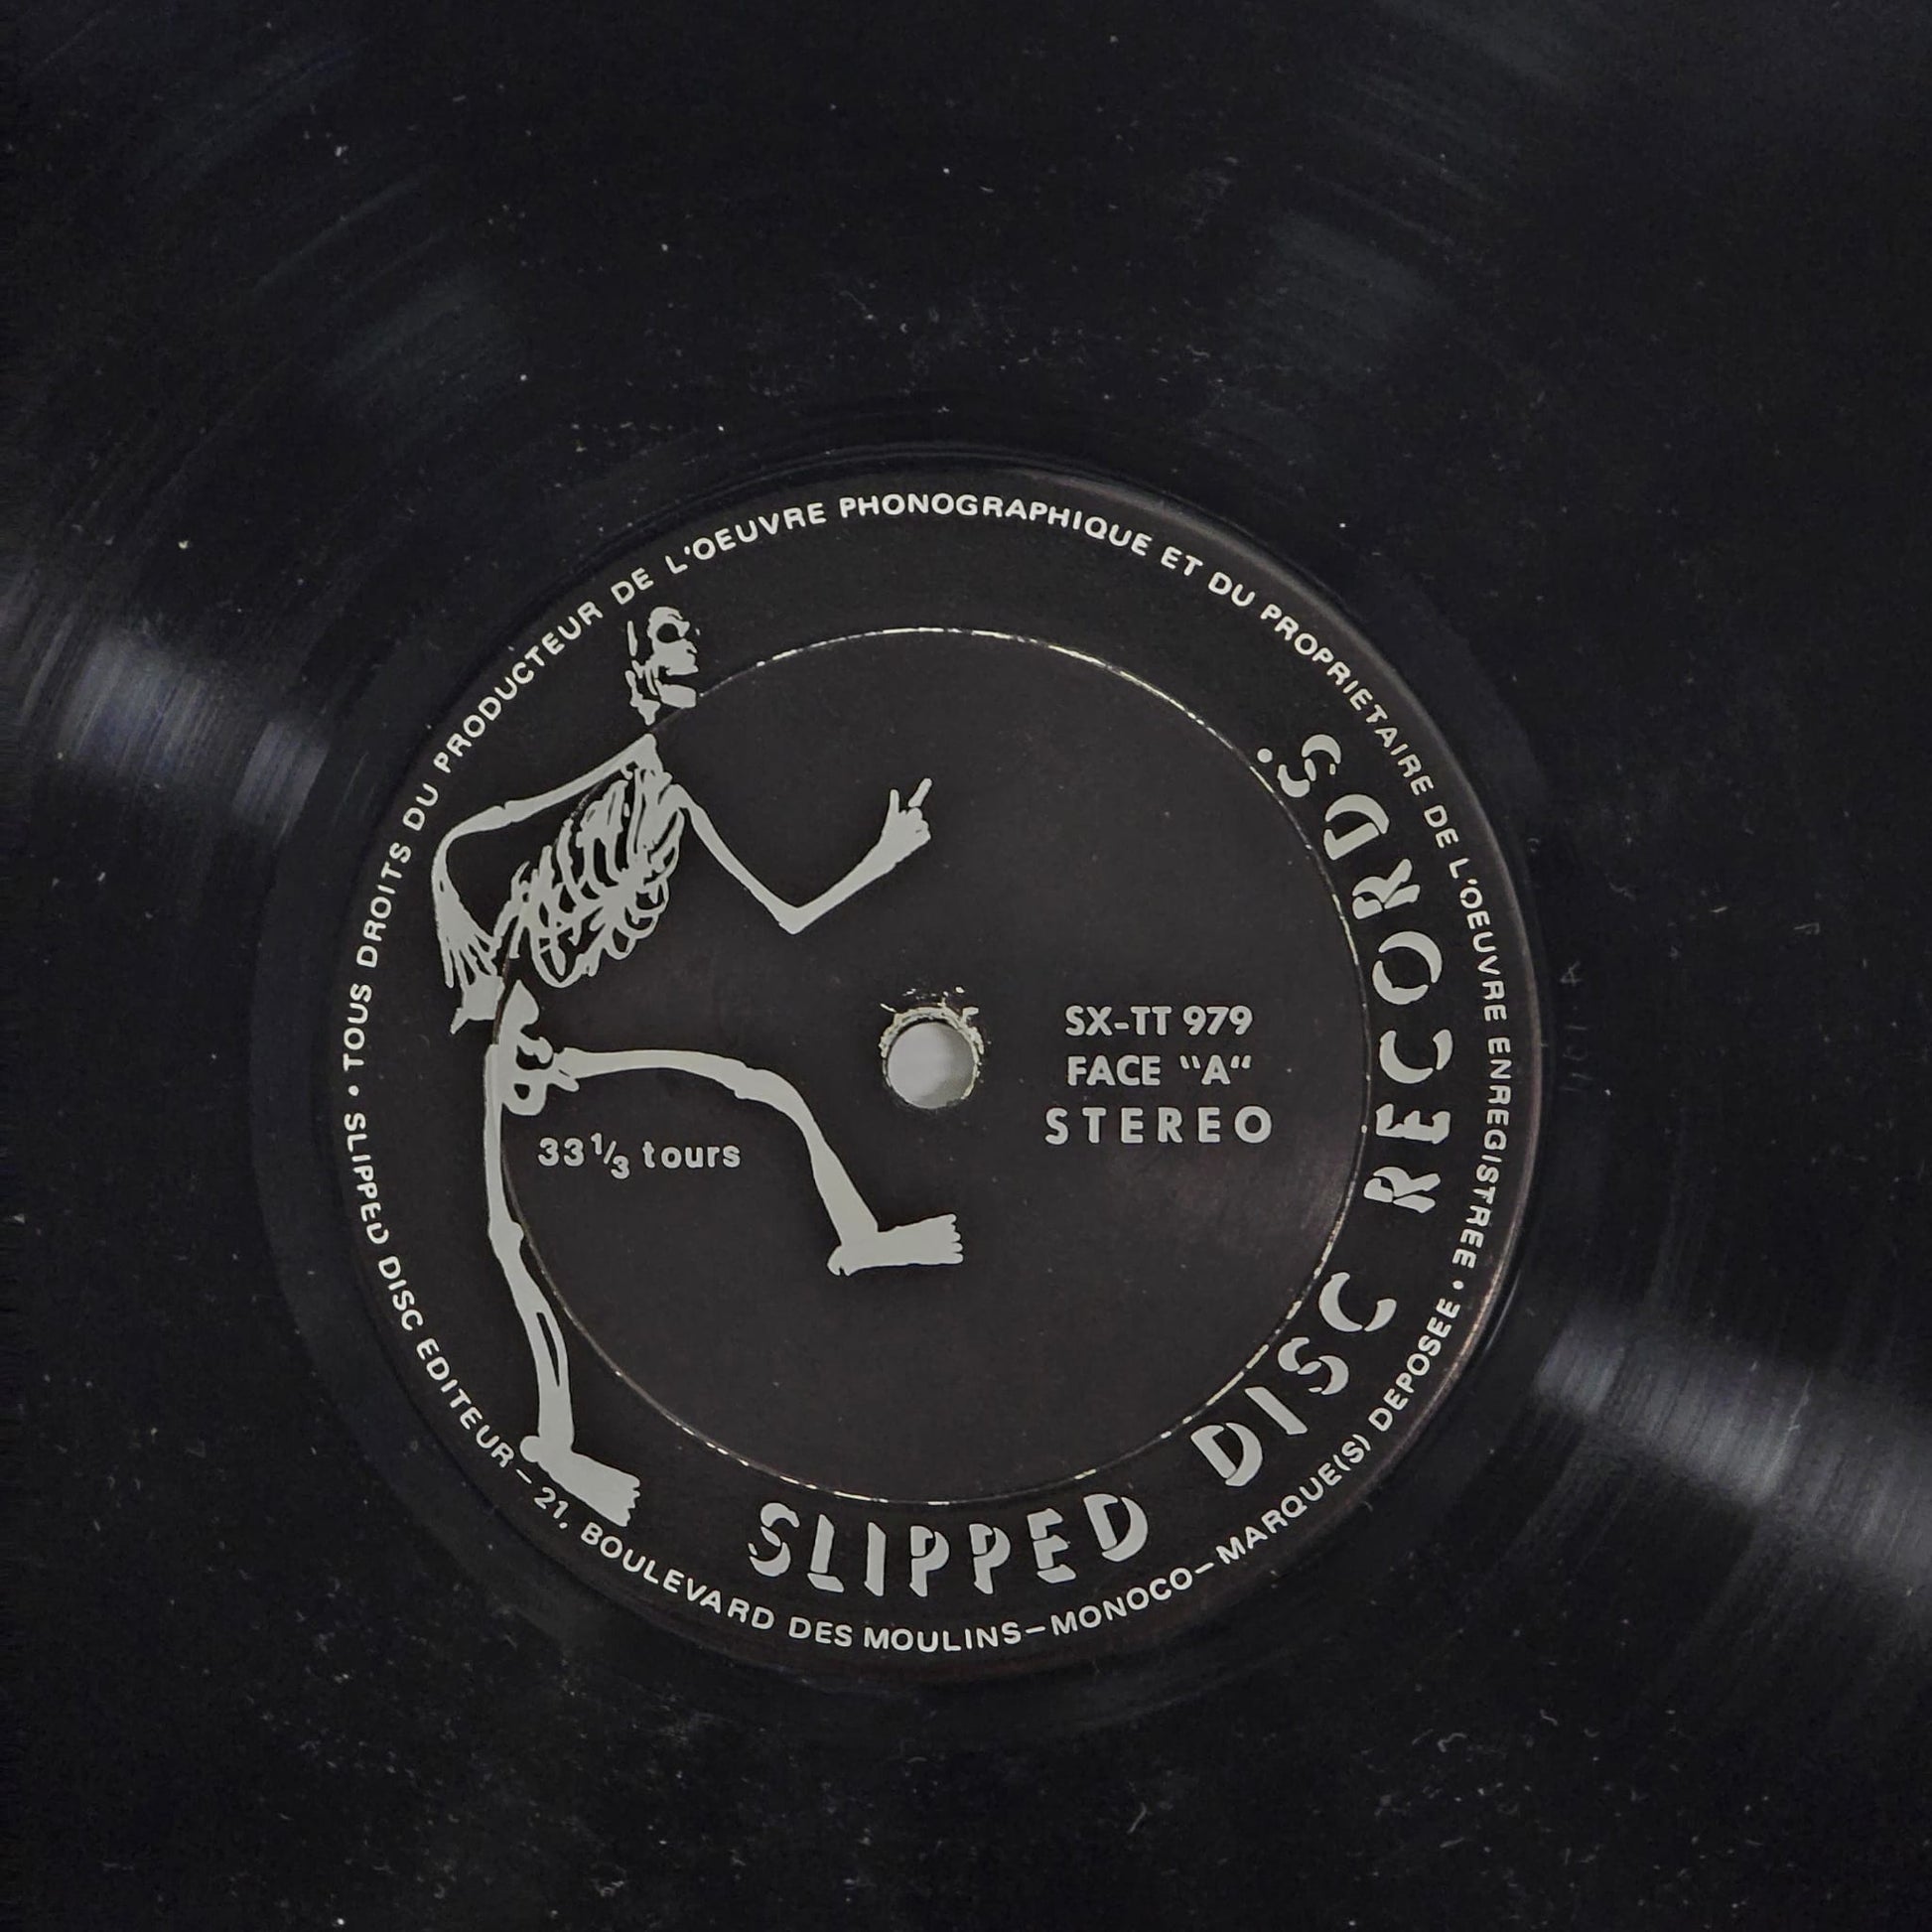 TOUS DROITS DU PRODUCTEUR DE L'OEUVRE PHONOGRAPHIQUE ET DU PROPRIETAIRE DE L'OEUVRE ENREGISTREE • SLIPPED DISC EDITEUR–21, BOULEVARD DES MOULINS–MONOCO–MARQUE(S) DEPOSEE •
SX-TT 979
FACE "A"
STEREO
33 1/3 tours
SLIPPED DISC RECORDS.